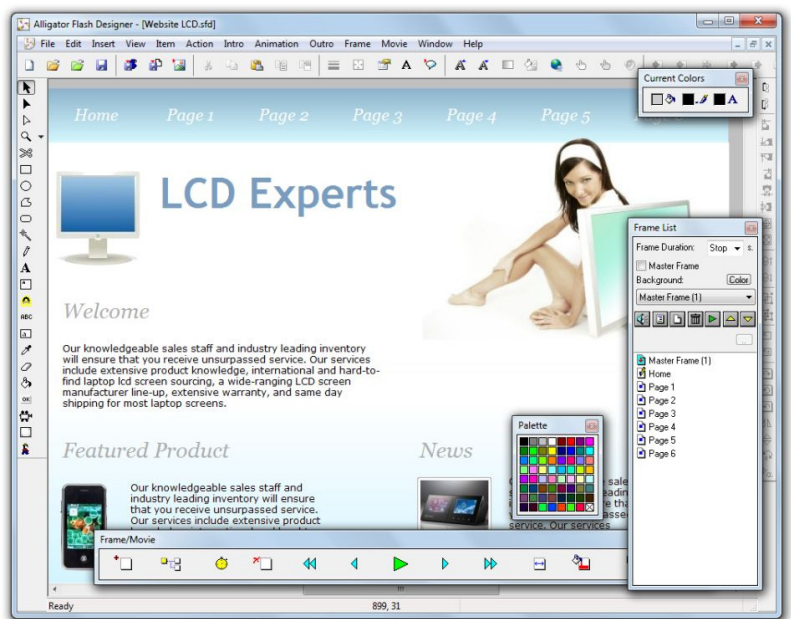 Alligator Flash Designer - [Website LCD.sfd]
File Edit Insert View Item Action Intro Animation Outro Frame Movie Window Help
Current Colors
A
Home Page 1 Page 2 Page 3 Page 4 Page 5
LCD Experts
Frame List
Frame Duration: Stop s.
Master Frame
Background: Color
Master Frame (1)
Master Frame (1)
Home
Page 1
Page 2
Page 3
Page 4
Page 5
Page 6
A
ABC
OK
Welcome
Our knowledgeable sales staff and industry leading inventory
will ensure that you receive unsurpassed service. Our services
include extensive product knowledge, international and hard-to-
find laptop lcd screen sourcing, a wide-ranging LCD screen
manufacturer line-up, extensive warranty, and same day
shipping for most laptop screens.
Palette
Featured Product
News
Our knowledgeable sales staff and
industry leading inventory will ensure
that you receive unsurpassed service.
Our services include extensive product
service. Our services
Frame/Movie
Ready
899, 31